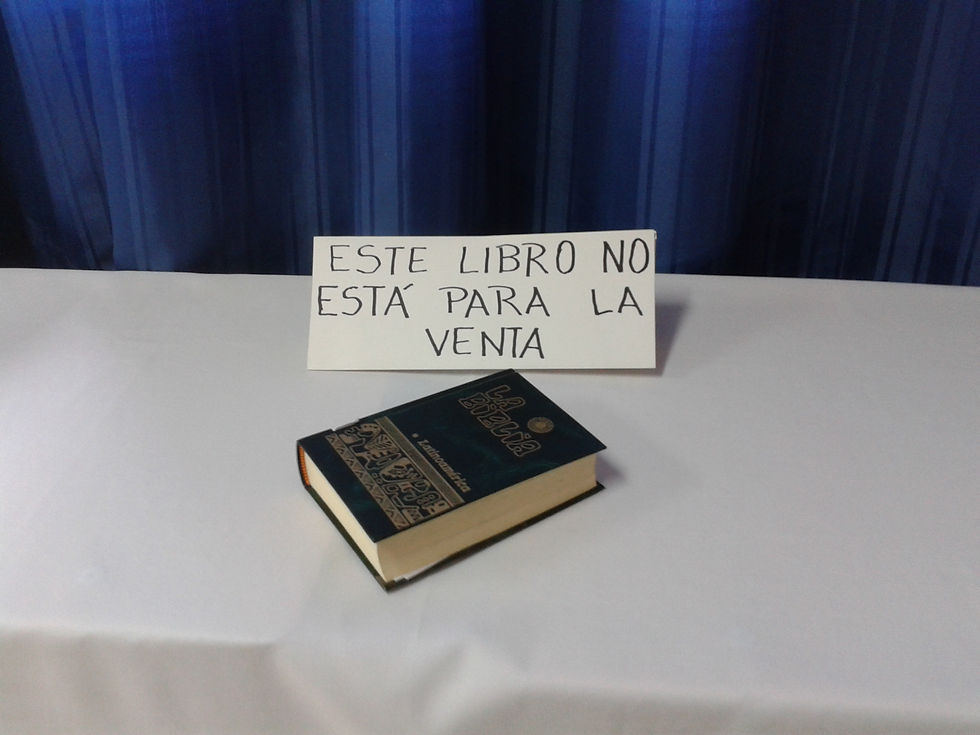 ESTE LIBRO NO
ESTÁ PARA LA
VENTA
LA
BIBLIA
Latinoamérica